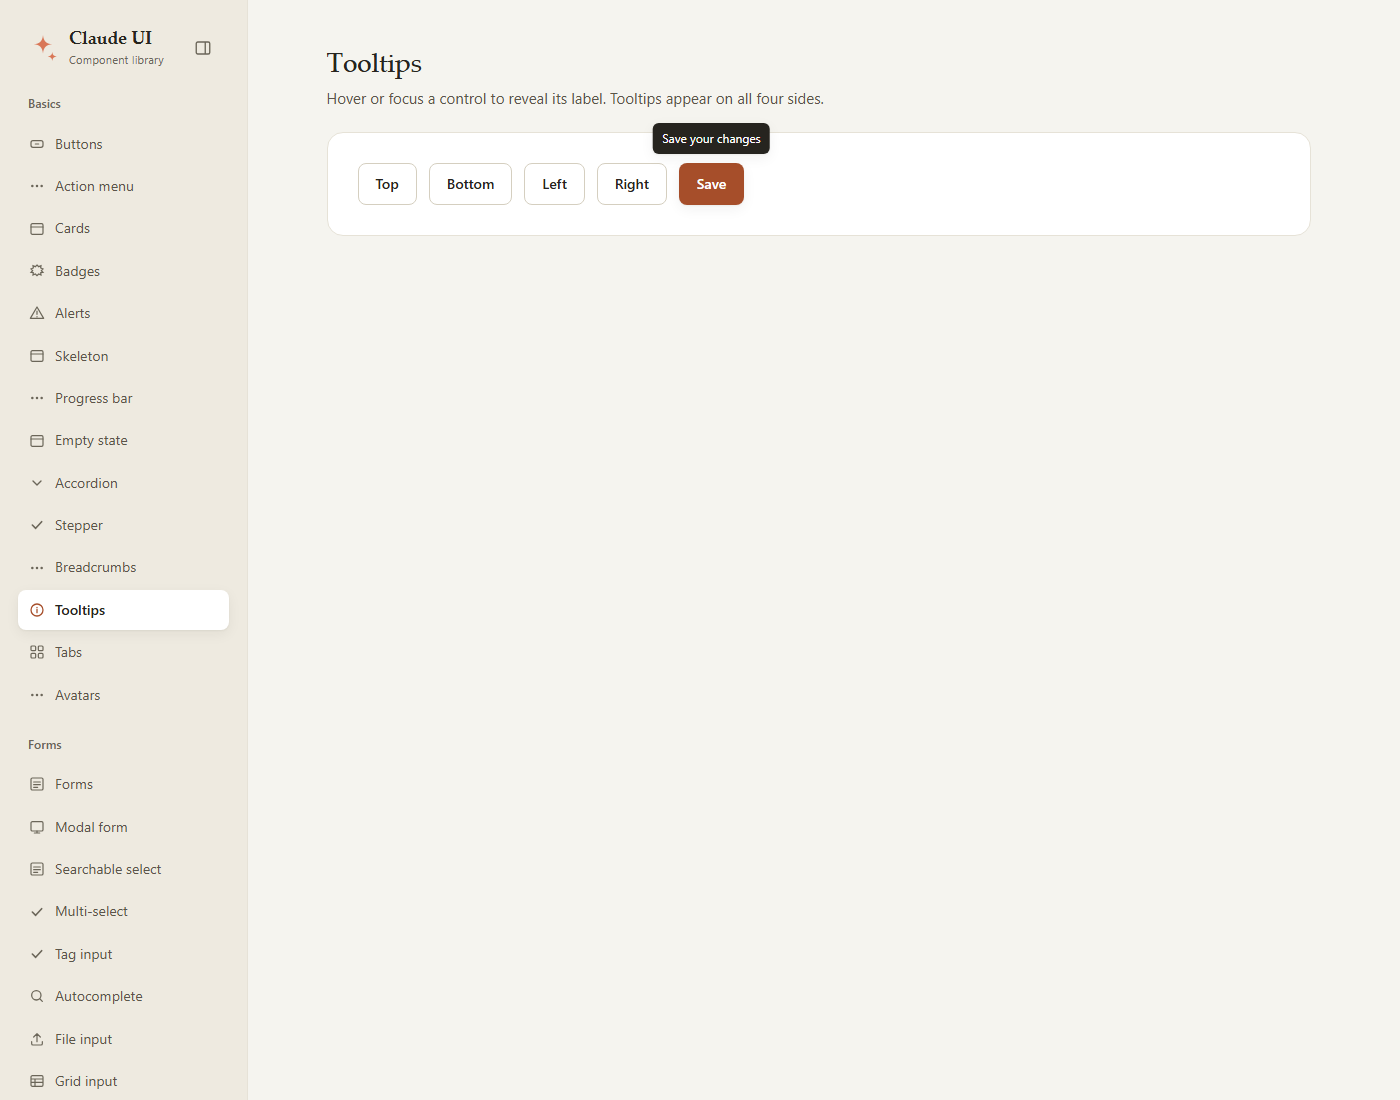 Claude UI
Component library
Basics
Buttons
Action menu
Cards
Badges
Alerts
Skeleton
Progress bar
Empty state
Accordion
Stepper
Breadcrumbs
Tooltips
Tabs
Avatars
Forms
Forms
Modal form
Searchable select
Multi-select
Tag input
Autocomplete
File input
Grid input
Tooltips
Hover or focus a control to reveal its label. Tooltips appear on all four sides.
Save your changes
Top Bottom Left Right Save